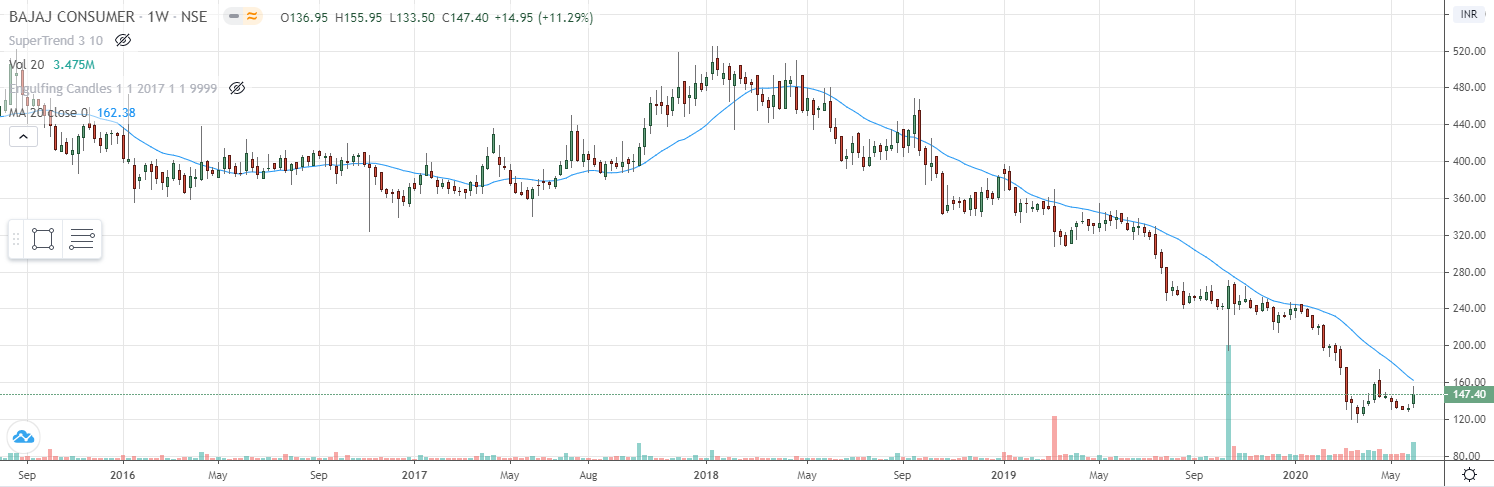 BAJAJ CONSUMER · 1W · NSE O136.95 H155.95 L133.50 C147.40 +14.95 (+11.29%) INR
SuperTrend 3 10
Vol 20 3.475M
Engulfing Candles 1 1 2017 1 1 9999
MA 20 close 0 162.38
520.00
480.00
440.00
400.00
360.00
320.00
280.00
240.00
200.00
160.00
147.40
120.00
80.00
Sep 2016 May Sep 2017 May Aug 2018 May Sep 2019 May Sep 2020 May